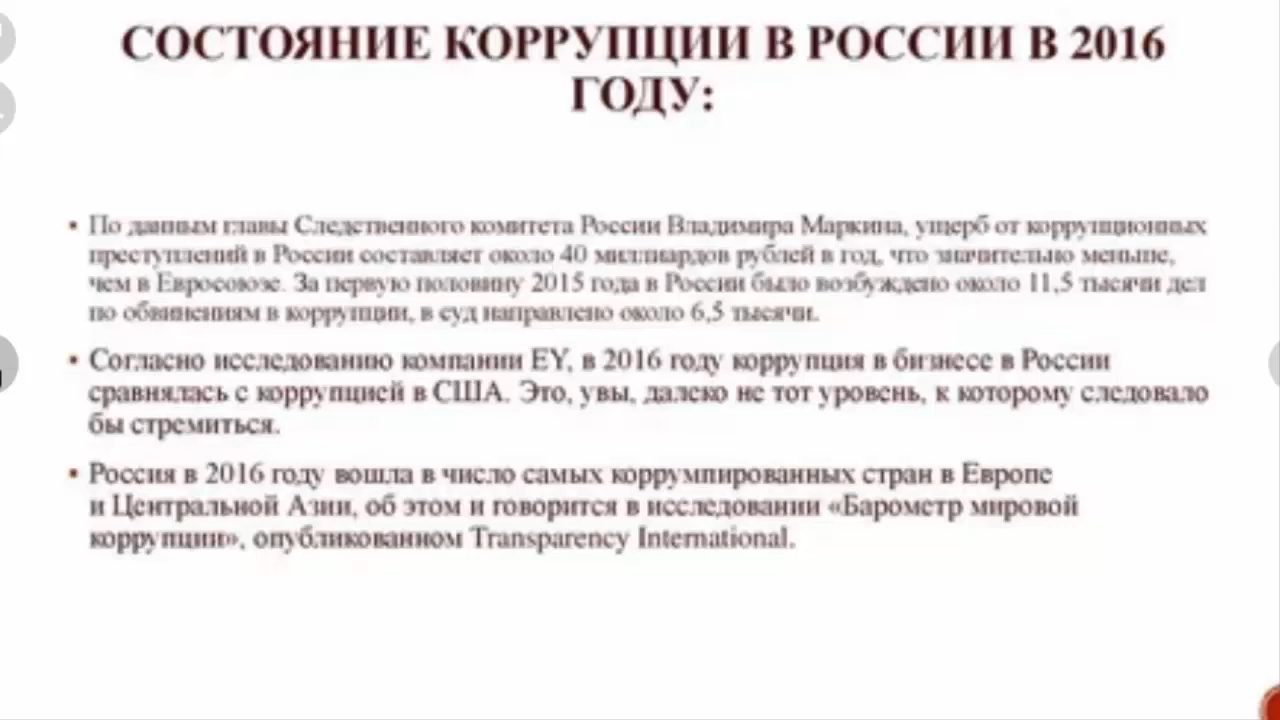 СОСТОЯНИЕ КОРРУПЦИИ В РОССИИ В 2016
ГОДУ:
• По данным главы Следственного комитета России Владимира Маркина, ущерб от коррупционных
преступлений в России составляет около 40 миллиардов рублей в год, что значительно меньше,
чем в Евросоюзе. За первую половину 2015 года в России было возбуждено около 11,5 тысячи дел
по обвинениям в коррупции, в суд направлено около 6,5 тысячи.
• Согласно исследованию компании EY, в 2016 году коррупция в бизнесе в России
сравнялась с коррупцией в США. Это, увы, далеко не тот уровень, к которому следовало
бы стремиться.
• Россия в 2016 году вошла в число самых коррумпированных стран в Европе
и Центральной Азии, об этом и говорится в исследовании «Барометр мировой
коррупции», опубликованном Transparency International.